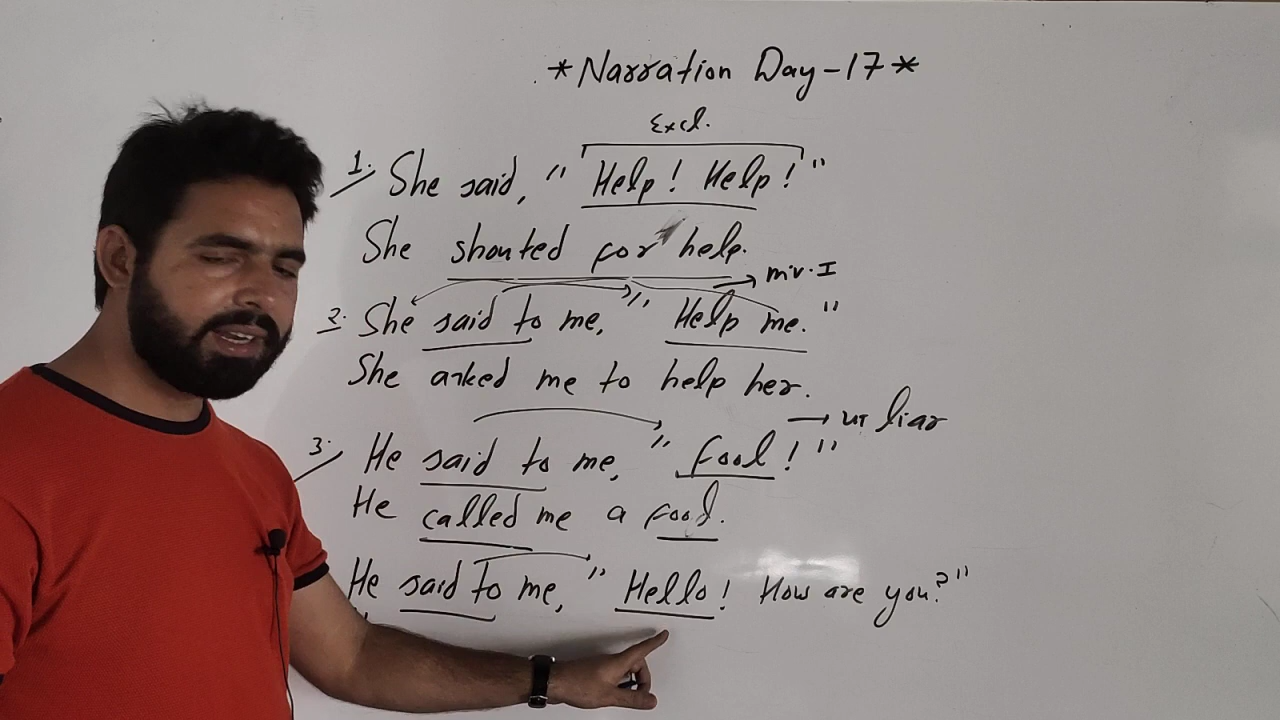 *Narration Day-17*
Excl.
1. She said, "Help! Help!"
She shouted for help.
→ m.v. I
2. She said to me, "Help me."
She asked me to help her.
→ liar
3. He said to me, "Fool!"
He called me a fool.
He said to me, "Hello! How are you?"